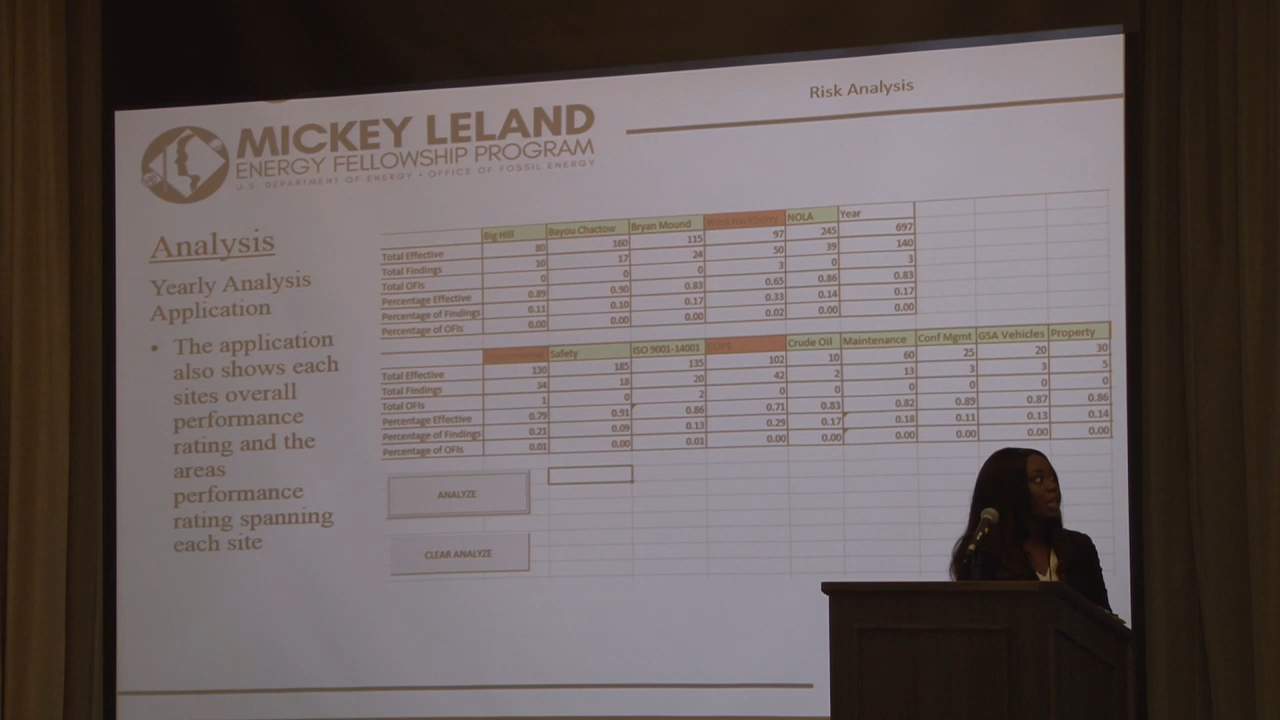 Risk Analysis
MICKEY LELAND
ENERGY FELLOWSHIP PROGRAM
U.S. DEPARTMENT OF ENERGY • OFFICE OF FOSSIL ENERGY
Analysis
Yearly Analysis
Application
• The application
also shows each
sites overall
performance
rating and the
areas
performance
rating spanning
each site
Big Hill Bayou Chactow Bryan Mound West Hackberry NOLA Year
Total Effective 80 160 115 97 245 697
Total Findings 10 17 24 50 39 140
Total OFIs 0 0 0 3 0 3
Percentage Effective 0.89 0.90 0.83 0.65 0.86 0.83
Percentage of Findings 0.11 0.10 0.17 0.33 0.14 0.17
Percentage of OFIs 0.00 0.00 0.00 0.02 0.00 0.00
Safety ISO 9001-14001 Crude Oil Maintenance Conf Mgmt GSA Vehicles Property
Total Effective 130 185 135 102 10 60 25 20 30
Total Findings 34 18 20 42 2 13 3 3 5
Total OFIs 1 0 2 0 0 0 0 0 0
Percentage Effective 0.79 0.91 0.86 0.71 0.83 0.82 0.89 0.87 0.86
Percentage of Findings 0.21 0.09 0.13 0.29 0.17 0.18 0.11 0.13 0.14
Percentage of OFIs 0.01 0.00 0.01 0.00 0.00 0.00 0.00 0.00 0.00
ANALYZE
CLEAR ANALYZE